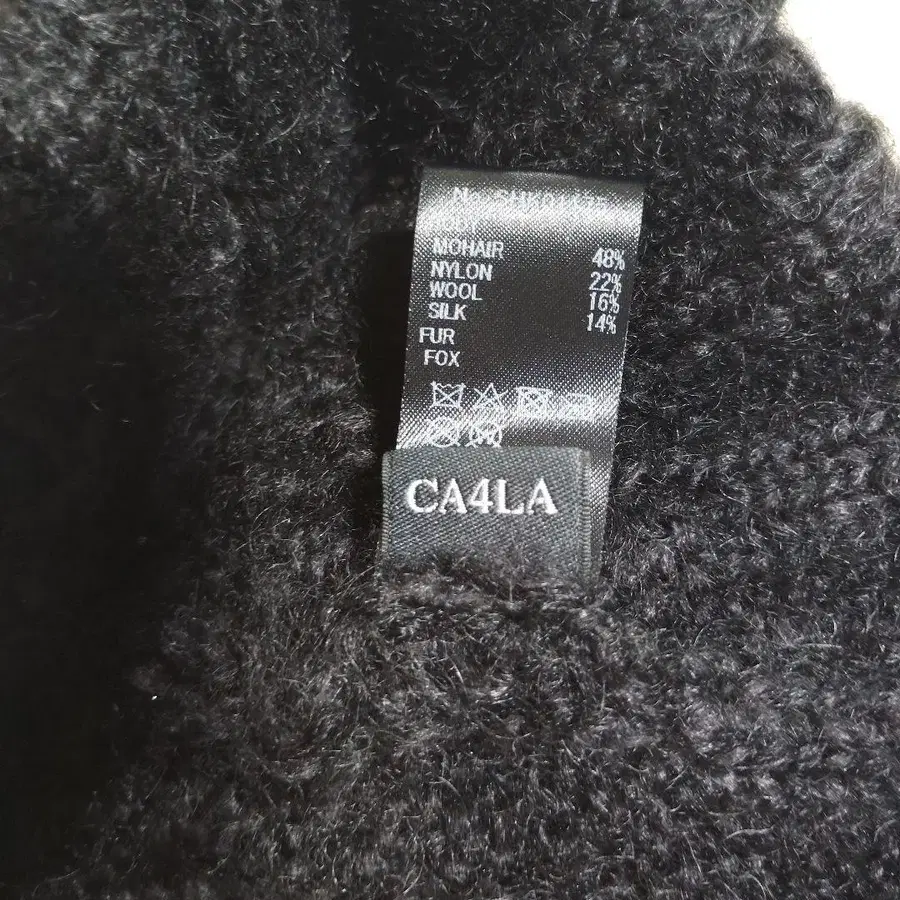 MOHAIR 48%
NYLON 22%
WOOL 16%
SILK 14%
FUR
FOX
CA4LA